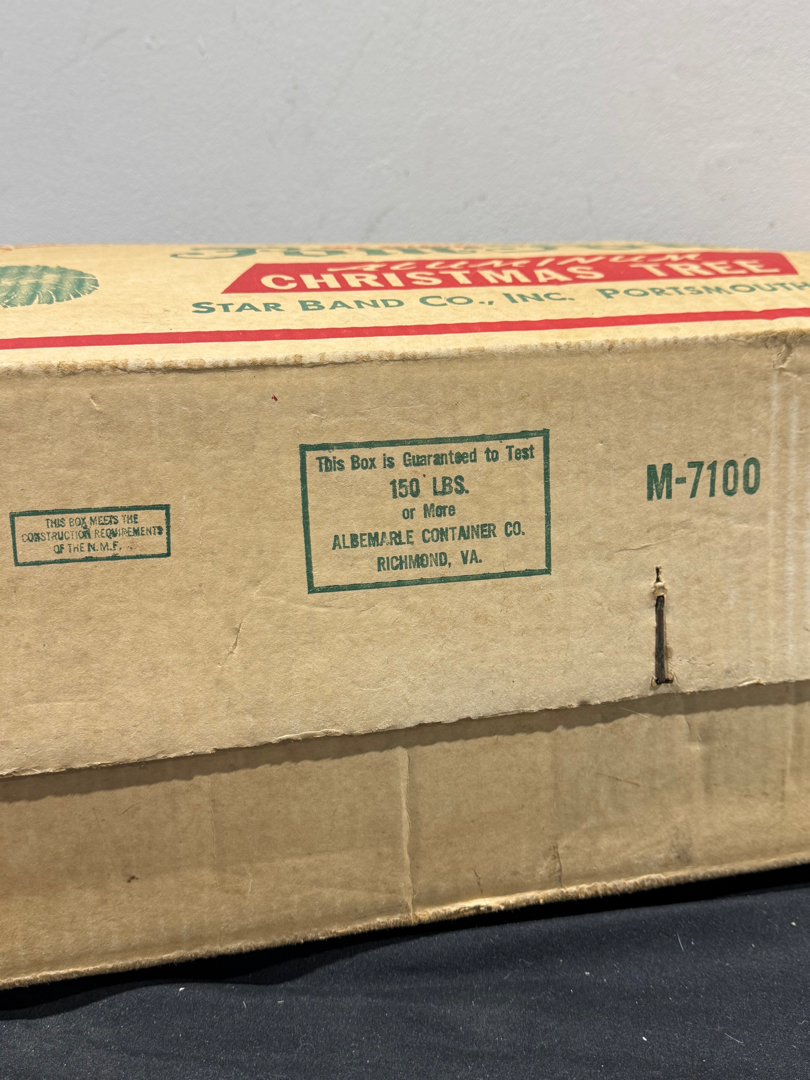 ALUMINUM
CHRISTMAS TREE
STAR BAND CO., INC. PORTSMOUTH
This Box is Guaranteed to Test
150 LBS.
or More
ALBEMARLE CONTAINER CO.
RICHMOND, VA.
M-7100
THIS BOX MEETS THE
CONSTRUCTION REQUIREMENTS
OF THE N.M.F.